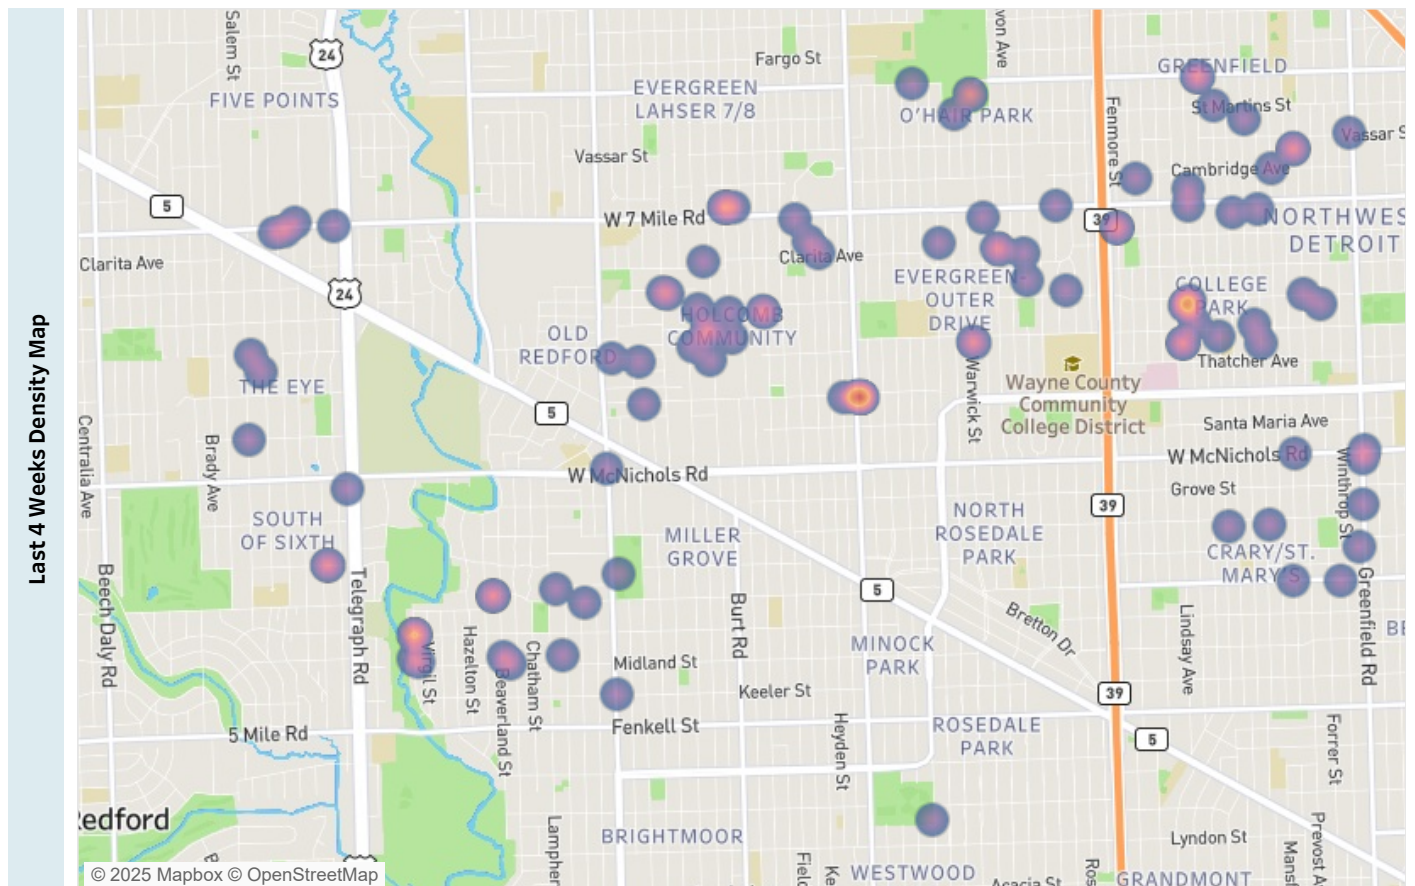 Last 4 Weeks Density Map
Salem St
24
Fargo St
von Ave
GREENFIELD
FIVE POINTS
EVERGREEN
LAHSER 7/8
O'HAIR PARK
Fenmore St
St Martins St
Vassar S
Vassar St
Cambridge Ave
5
W 7 Mile Rd
39
NORTHWES
DETROIT
Clarita Ave
Clarita Ave
24
EVERGREEN-
OUTER
DRIVE
COLLEGE
PARK
HOLCOMB
COMMUNITY
OLD
REDFORD
Thatcher Ave
THE EYE
Warwick St
Wayne County
Community
College District
5
Centralia Ave
Brady Ave
Santa Maria Ave
W McNichols Rd
W McNichols Rd
Winthrop St
Grove St
39
SOUTH
OF SIXTH
MILLER
GROVE
NORTH
ROSEDALE
PARK
CRARY/ST.
MARY'S
Beech Daly Rd
Telegraph Rd
5
Burt Rd
Bretton Dr
Lindsay Ave
Greenfield Rd
BE
Virgil St
Hazelton St
Beaverland St
Chatham St
Midland St
MINOCK
PARK
Keeler St
39
5 Mile Rd
Fenkell St
Heyden St
ROSEDALE
PARK
5
Forrer St
Redford
BRIGHTMOOR
Lamphe
Lyndon St
Prevost A
Mansf
Field
Ke
WESTWOOD
Acacia St
Ros
GRANDMONT
© 2025 Mapbox © OpenStreetMap